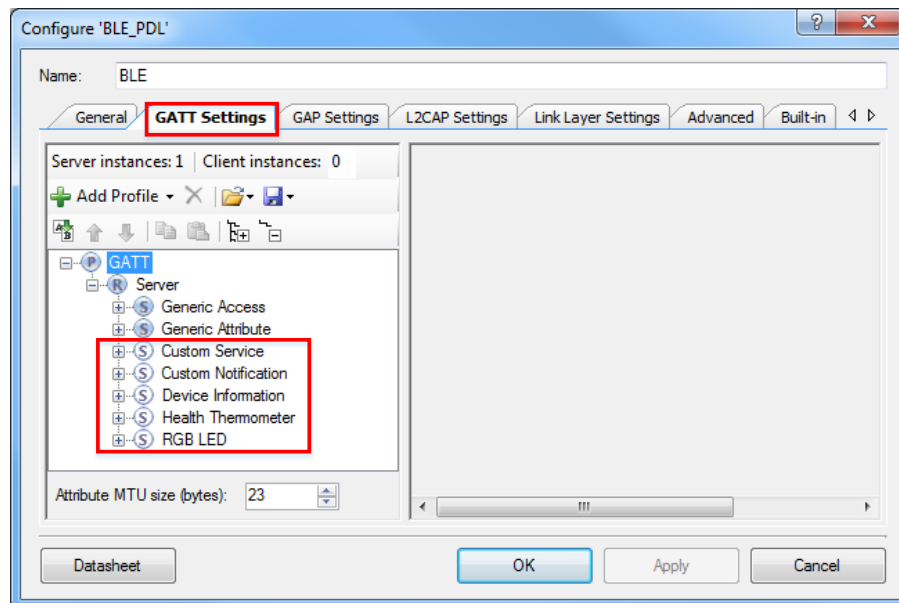 Configure 'BLE_PDL'
Name: BLE
General GATT Settings GAP Settings L2CAP Settings Link Layer Settings Advanced Built-in
Server instances: 1 Client instances: 0
Add Profile
P GATT
R Server
S Generic Access
S Generic Attribute
S Custom Service
S Custom Notification
S Device Information
S Health Thermometer
S RGB LED
Attribute MTU size (bytes): 23
Datasheet OK Apply Cancel